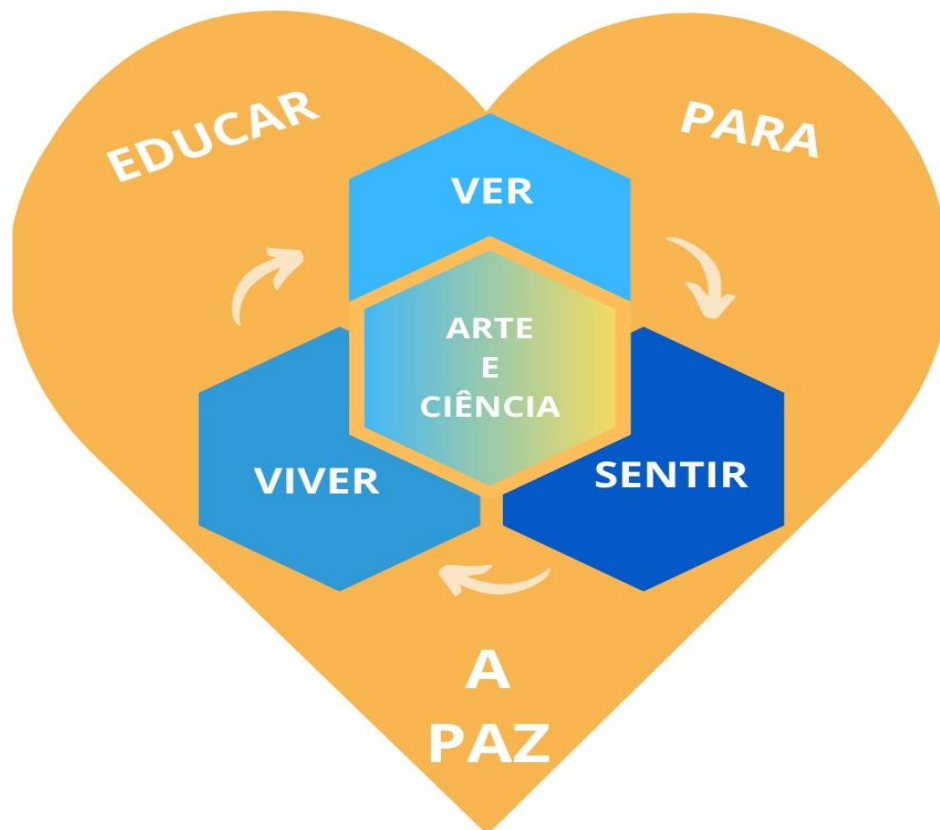 EDUCAR
PARA
VER
ARTE
E
CIÊNCIA
VIVER
SENTIR
A
PAZ